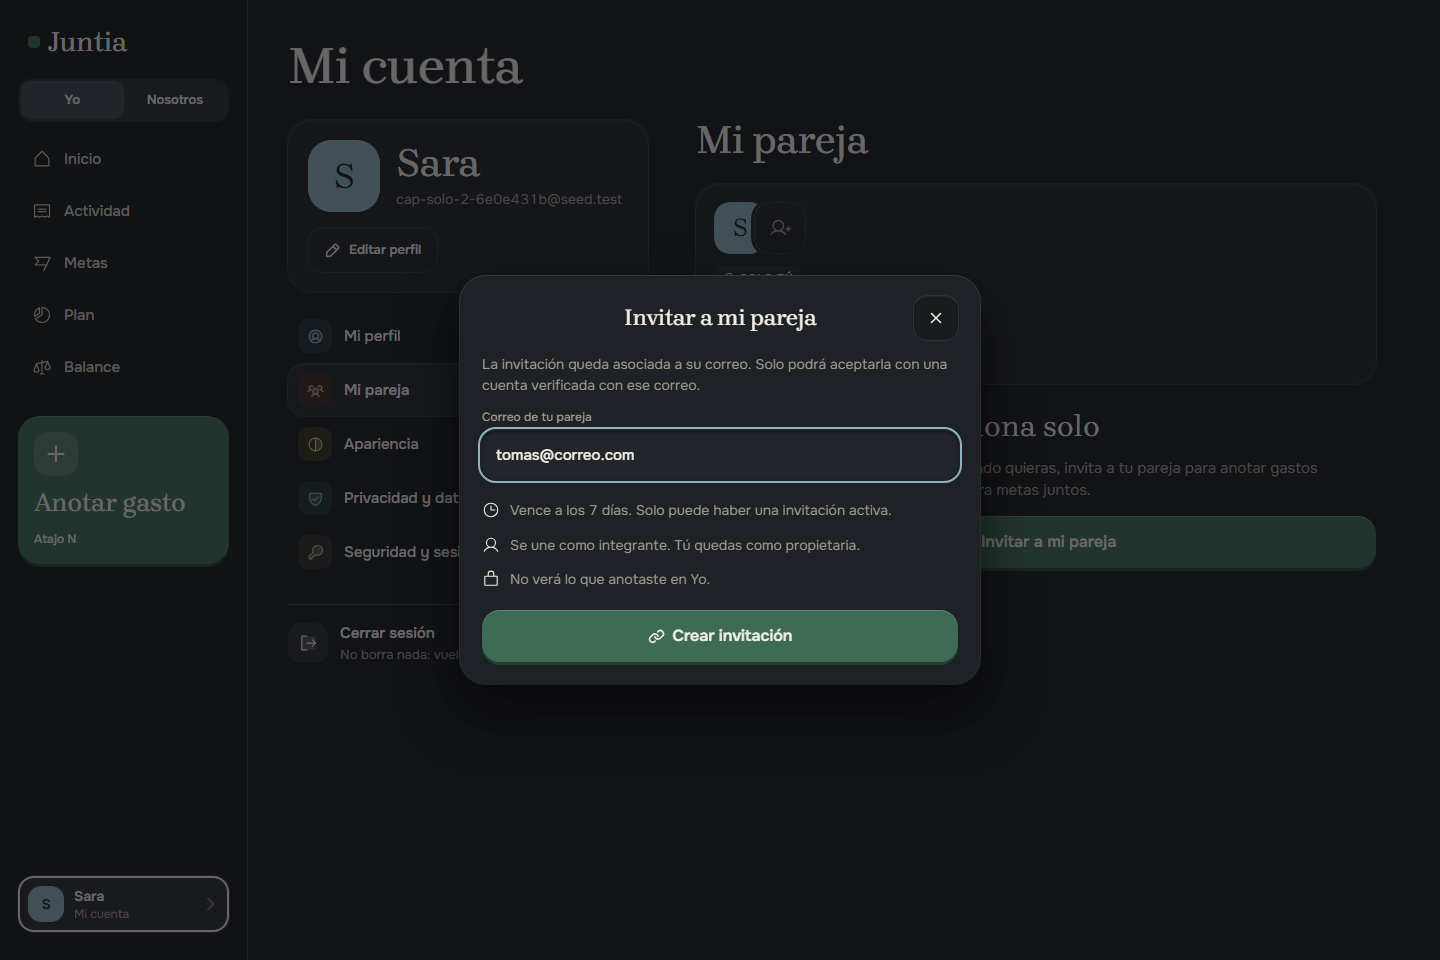 Juntia
Yo
Nosotros
Inicio
Actividad
Metas
Plan
Balance
Anotar gasto
Atajo N
S
Sara
Mi cuenta
Mi cuenta
S
Sara
cap-solo-2-6e0e431b@seed.test
Editar perfil
Mi perfil
Mi pareja
Apariencia
Privacidad y dat
Seguridad y sesi
Cerrar sesión
No borra nada: vuel
Mi pareja
S
ona solo
do quieras, invita a tu pareja para anotar gastos
ra metas juntos.
Invitar a mi pareja
Invitar a mi pareja
La invitación queda asociada a su correo. Solo podrá aceptarla con una
cuenta verificada con ese correo.
Correo de tu pareja
tomas@correo.com
Vence a los 7 días. Solo puede haber una invitación activa.
Se une como integrante. Tú quedas como propietaria.
No verá lo que anotaste en Yo.
Crear invitación